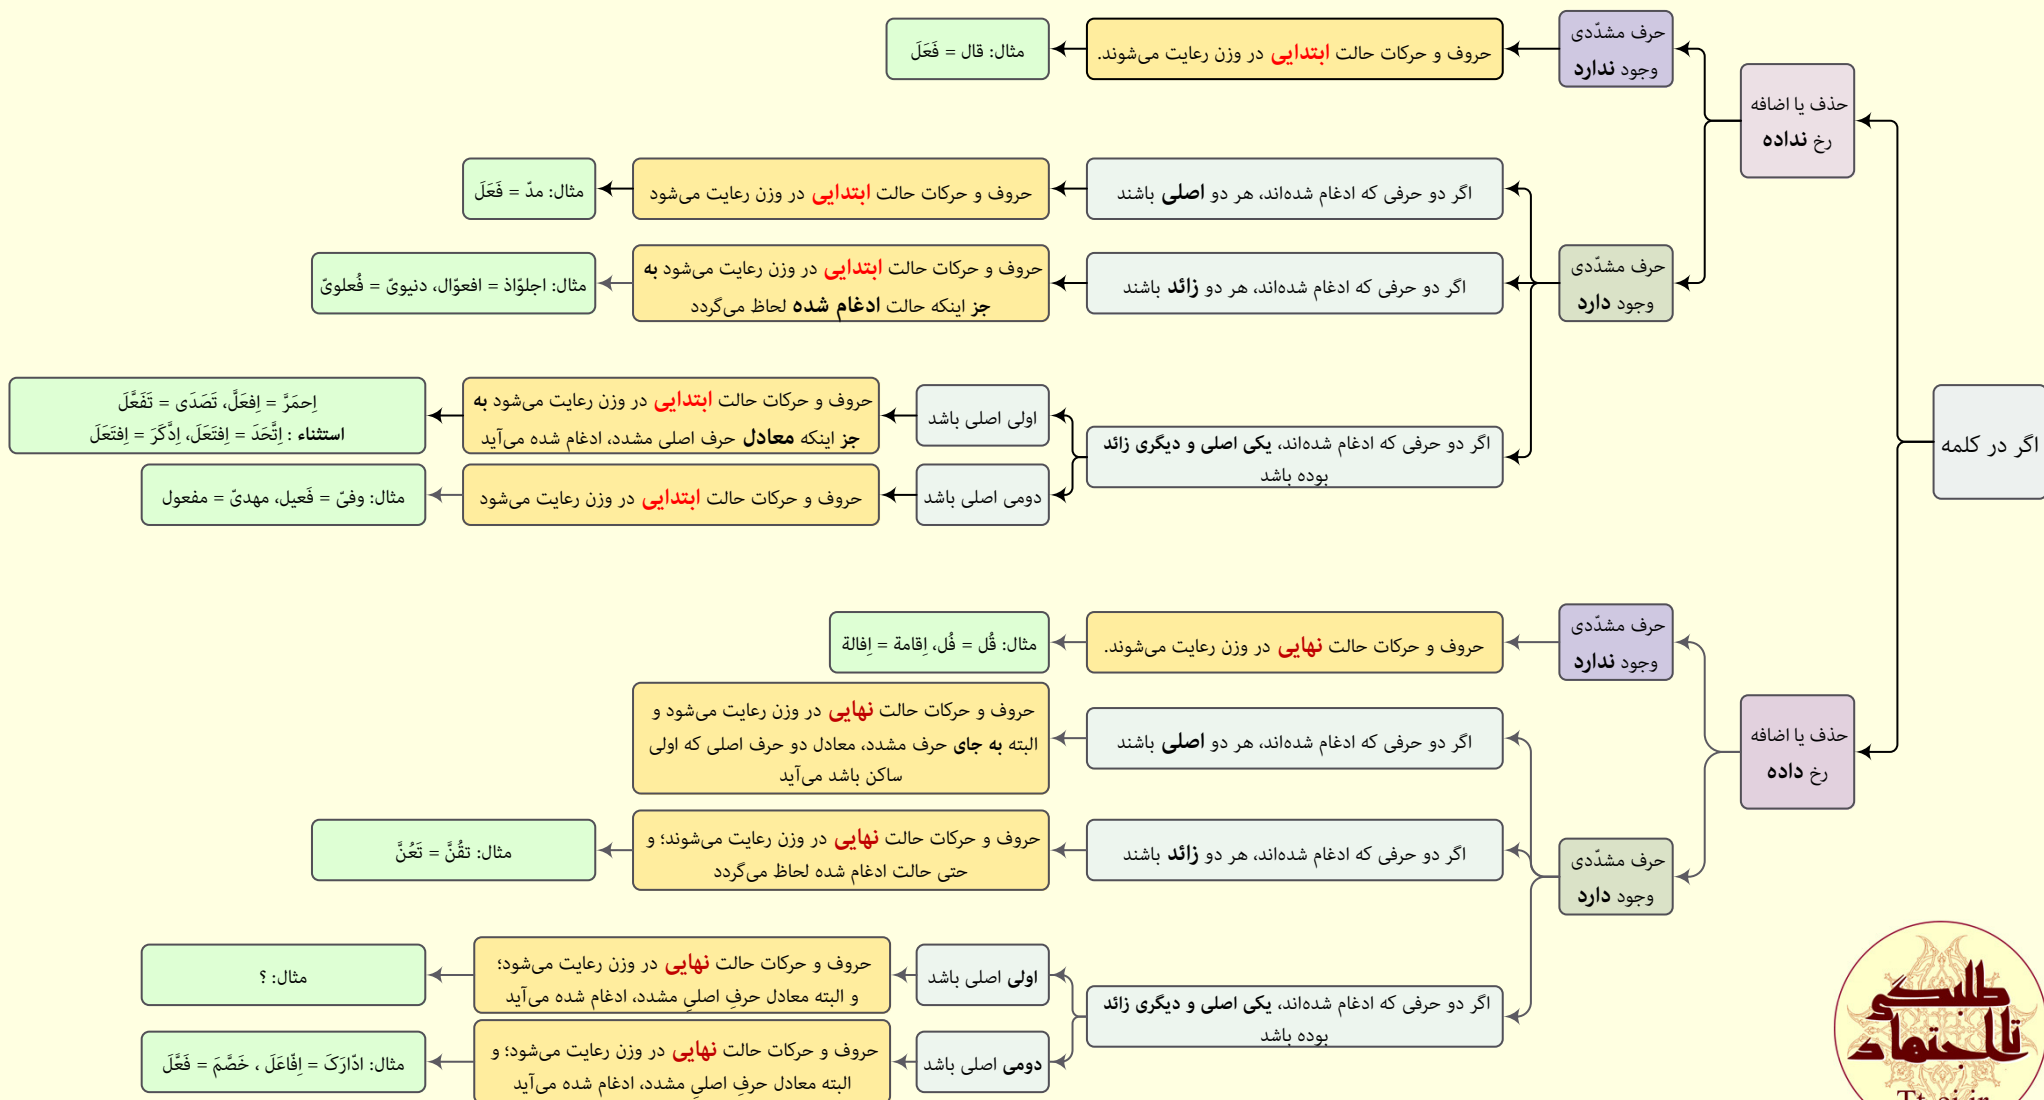 اگر در کلمه
حذف یا اضافه
رخ نداده
حرف مشدّدی
وجود ندارد
حروف و حرکات حالت ابتدایی در وزن رعایت می‌شوند.
مثال: قال = فَعَلَ
حرف مشدّدی
وجود دارد
اگر دو حرفی که ادغام شده‌اند، هر دو اصلی باشند
حروف و حرکات حالت ابتدایی در وزن رعایت می‌شود
مثال: مدّ = فَعَلَ
اگر دو حرفی که ادغام شده‌اند، هر دو زائد باشند
حروف و حرکات حالت ابتدایی در وزن رعایت می‌شود به
جز اینکه حالت ادغام شده لحاظ می‌گردد
مثال: اجلوّاذ = افعوّال، دنیویّ = فُعلویّ
اگر دو حرفی که ادغام شده‌اند، یکی اصلی و دیگری زائد
بوده باشد
اولی اصلی باشد
حروف و حرکات حالت ابتدایی در وزن رعایت می‌شود به
جز اینکه معادل حرف اصلی مشدد، ادغام شده می‌آید
اِحمَرَّ = اِفعَلَّ، تَصَدَی = تَفَعَّلَ
استثناء : اِتَّحَدَ = اِفتَعَلَ، اِدَّکَرَ = اِفتَعَلَ
دومی اصلی باشد
حروف و حرکات حالت ابتدایی در وزن رعایت می‌شود
مثال: وفیّ = فَعیل، مهدیّ = مفعول
حذف یا اضافه
رخ داده
حرف مشدّدی
وجود ندارد
حروف و حرکات حالت نهایی در وزن رعایت می‌شوند.
مثال: قُل = فُل، اِقامة = اِفالة
حرف مشدّدی
وجود دارد
اگر دو حرفی که ادغام شده‌اند، هر دو اصلی باشند
حروف و حرکات حالت نهایی در وزن رعایت می‌شود و
البته به جای حرف مشدد، معادل دو حرف اصلی که اولی
ساکن باشد می‌آید
اگر دو حرفی که ادغام شده‌اند، هر دو زائد باشند
حروف و حرکات حالت نهایی در وزن رعایت می‌شوند؛ و
حتی حالت ادغام شده لحاظ می‌گردد
مثال: تقُنَّ = تَعُنَّ
اگر دو حرفی که ادغام شده‌اند، یکی اصلی و دیگری زائد
بوده باشد
اولی اصلی باشد
حروف و حرکات حالت نهایی در وزن رعایت می‌شود؛
و البته معادل حرفِ اصلیِ مشدد، ادغام شده می‌آید
مثال: ؟
دومی اصلی باشد
حروف و حرکات حالت نهایی در وزن رعایت می‌شود؛ و
البته معادل حرفِ اصلیِ مشدد، ادغام شده می‌آید
مثال: ادّارَکَ = اِفّاعَلَ ، خَصَّمَ = فَعَّلَ
طلبگی
تا اجتهاد